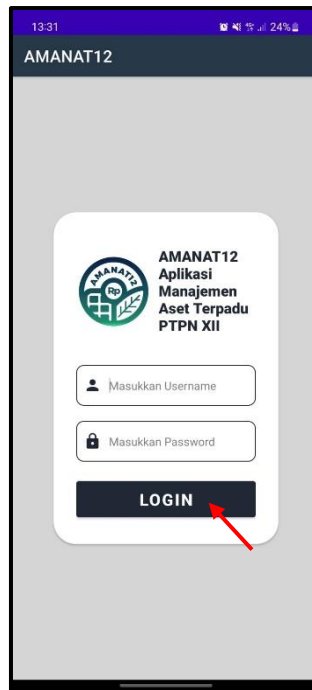 13:31 24%
AMANAT12
AMANAT12
Rp
AMANAT12
Aplikasi
Manajemen
Aset Terpadu
PTPN XII
Masukkan Username
Masukkan Password
LOGIN